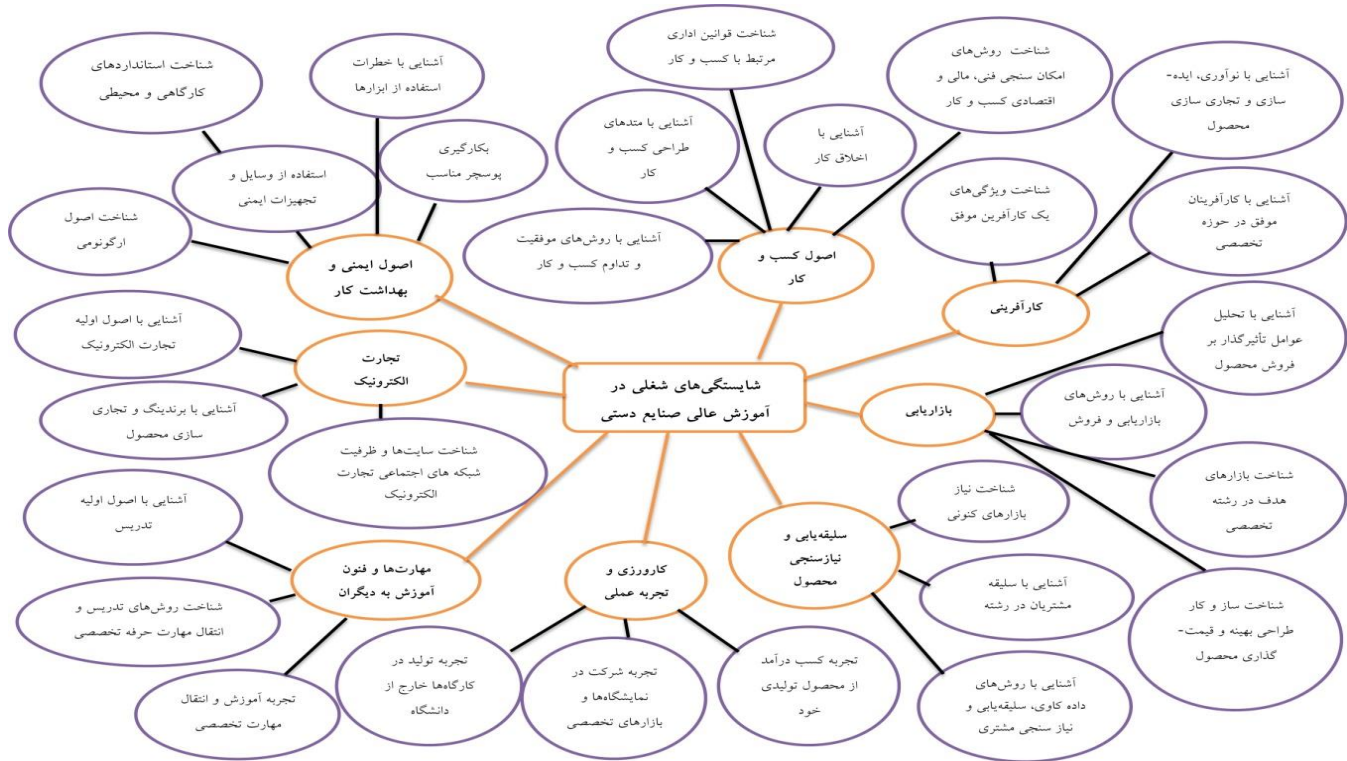 شناخت قوانین اداری
مرتبط با کسب و کار
شناخت روش‌های
امکان سنجی فنی، مالی و
اقتصادی کسب و کار
آشنایی با نوآوری، ایده-
سازی و تجاری سازی
محصول
آشنایی با خطرات
استفاده از ابزارها
شناخت استانداردهای
کارگاهی و محیطی
آشنایی با متدهای
طراحی کسب و
کار
آشنایی با
اخلاق کار
بکارگیری
پوسچر مناسب
استفاده از وسایل و
تجهیزات ایمنی
شناخت ویژگی‌های
یک کارآفرین موفق
آشنایی با کارآفرینان
موفق در حوزه
تخصصی
شناخت اصول
ارگونومی
آشنایی با روش‌های موفقیت
و تداوم کسب و کار
اصول کسب و
کار
اصول ایمنی و
بهداشت کار
کارآفرینی
آشنایی با تحلیل
عوامل تأثیرگذار بر
فروش محصول
آشنایی با اصول اولیه
تجارت الکترونیک
تجارت
الکترونیک
شایستگی‌های شغلی در
آموزش عالی صنایع دستی
بازاریابی
آشنایی با روش‌های
بازاریابی و فروش
آشنایی با برندینگ و تجاری
سازی محصول
شناخت سایت‌ها و ظرفیت
شبکه های اجتماعی تجارت
الکترونیک
شناخت بازارهای
هدف در رشته
تخصصی
شناخت نیاز
بازارهای کنونی
آشنایی با اصول اولیه
تدریس
سلیقه‌یابی و
نیازسنجی
محصول
کارورزی و
تجربه عملی
مهارت‌ها و فنون
آموزش به دیگران
آشنایی با سلیقه
مشتریان در رشته
شناخت ساز و کار
طراحی بهینه و قیمت-
گذاری محصول
شناخت روش‌های تدریس و
انتقال مهارت حرفه تخصصی
تجربه کسب درآمد
از محصول تولیدی
خود
تجربه شرکت در
نمایشگاه‌ها و
بازارهای تخصصی
تجربه تولید در
کارگاه‌ها خارج از
دانشگاه
تجربه آموزش و انتقال
مهارت تخصصی
آشنایی با روش‌های
داده کاوی، سلیقه‌یابی و
نیاز سنجی مشتری